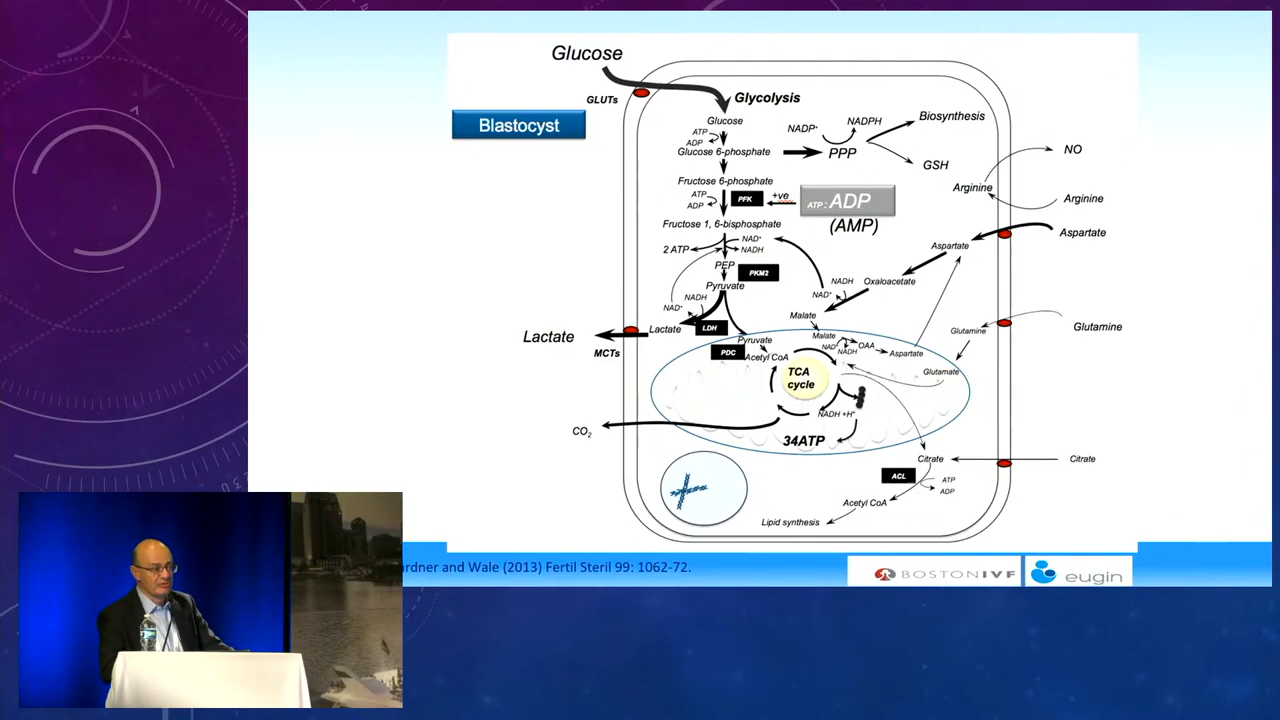 Glucose
GLUTs
Blastocyst
Glycolysis
Glucose
ATP
ADP
Glucose 6-phosphate
NADP+
NADPH
PPP
Biosynthesis
GSH
Fructose 6-phosphate
ATP
ADP
PFK
+ve
ATP : ADP
(AMP)
Fructose 1, 6-bisphosphate
2 ATP
NAD+
NADH
PEP
PKM2
Pyruvate
NADH
NAD+
Lactate
LDH
Lactate
MCTs
NO
Arginine
Arginine
Aspartate
Aspartate
Oxaloacetate
NADH
NAD+
Malate
Malate
NAD+
NADH
OAA
Aspartate
Glutamine
Glutamine
Glutamate
Pyruvate
PDC
Acetyl CoA
TCA
cycle
NADH +H+
34ATP
CO2
Citrate
Citrate
ACL
ATP
ADP
Acetyl CoA
Lipid synthesis
rdner and Wale (2013) Fertil Steril 99: 1062-72.
BOSTONIVF
eugin